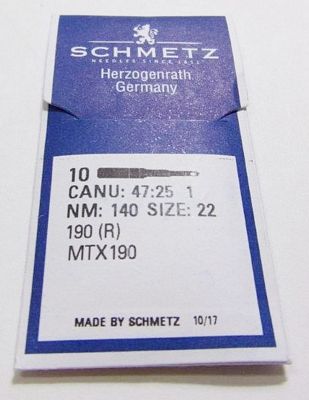 SCHMETZ
NEEDLES SINCE 1851
Herzogenrath
Germany
10
CANU: 47:25 1
NM: 140 SIZE: 22
190 (R)
MTX190
MADE BY SCHMETZ 10/17